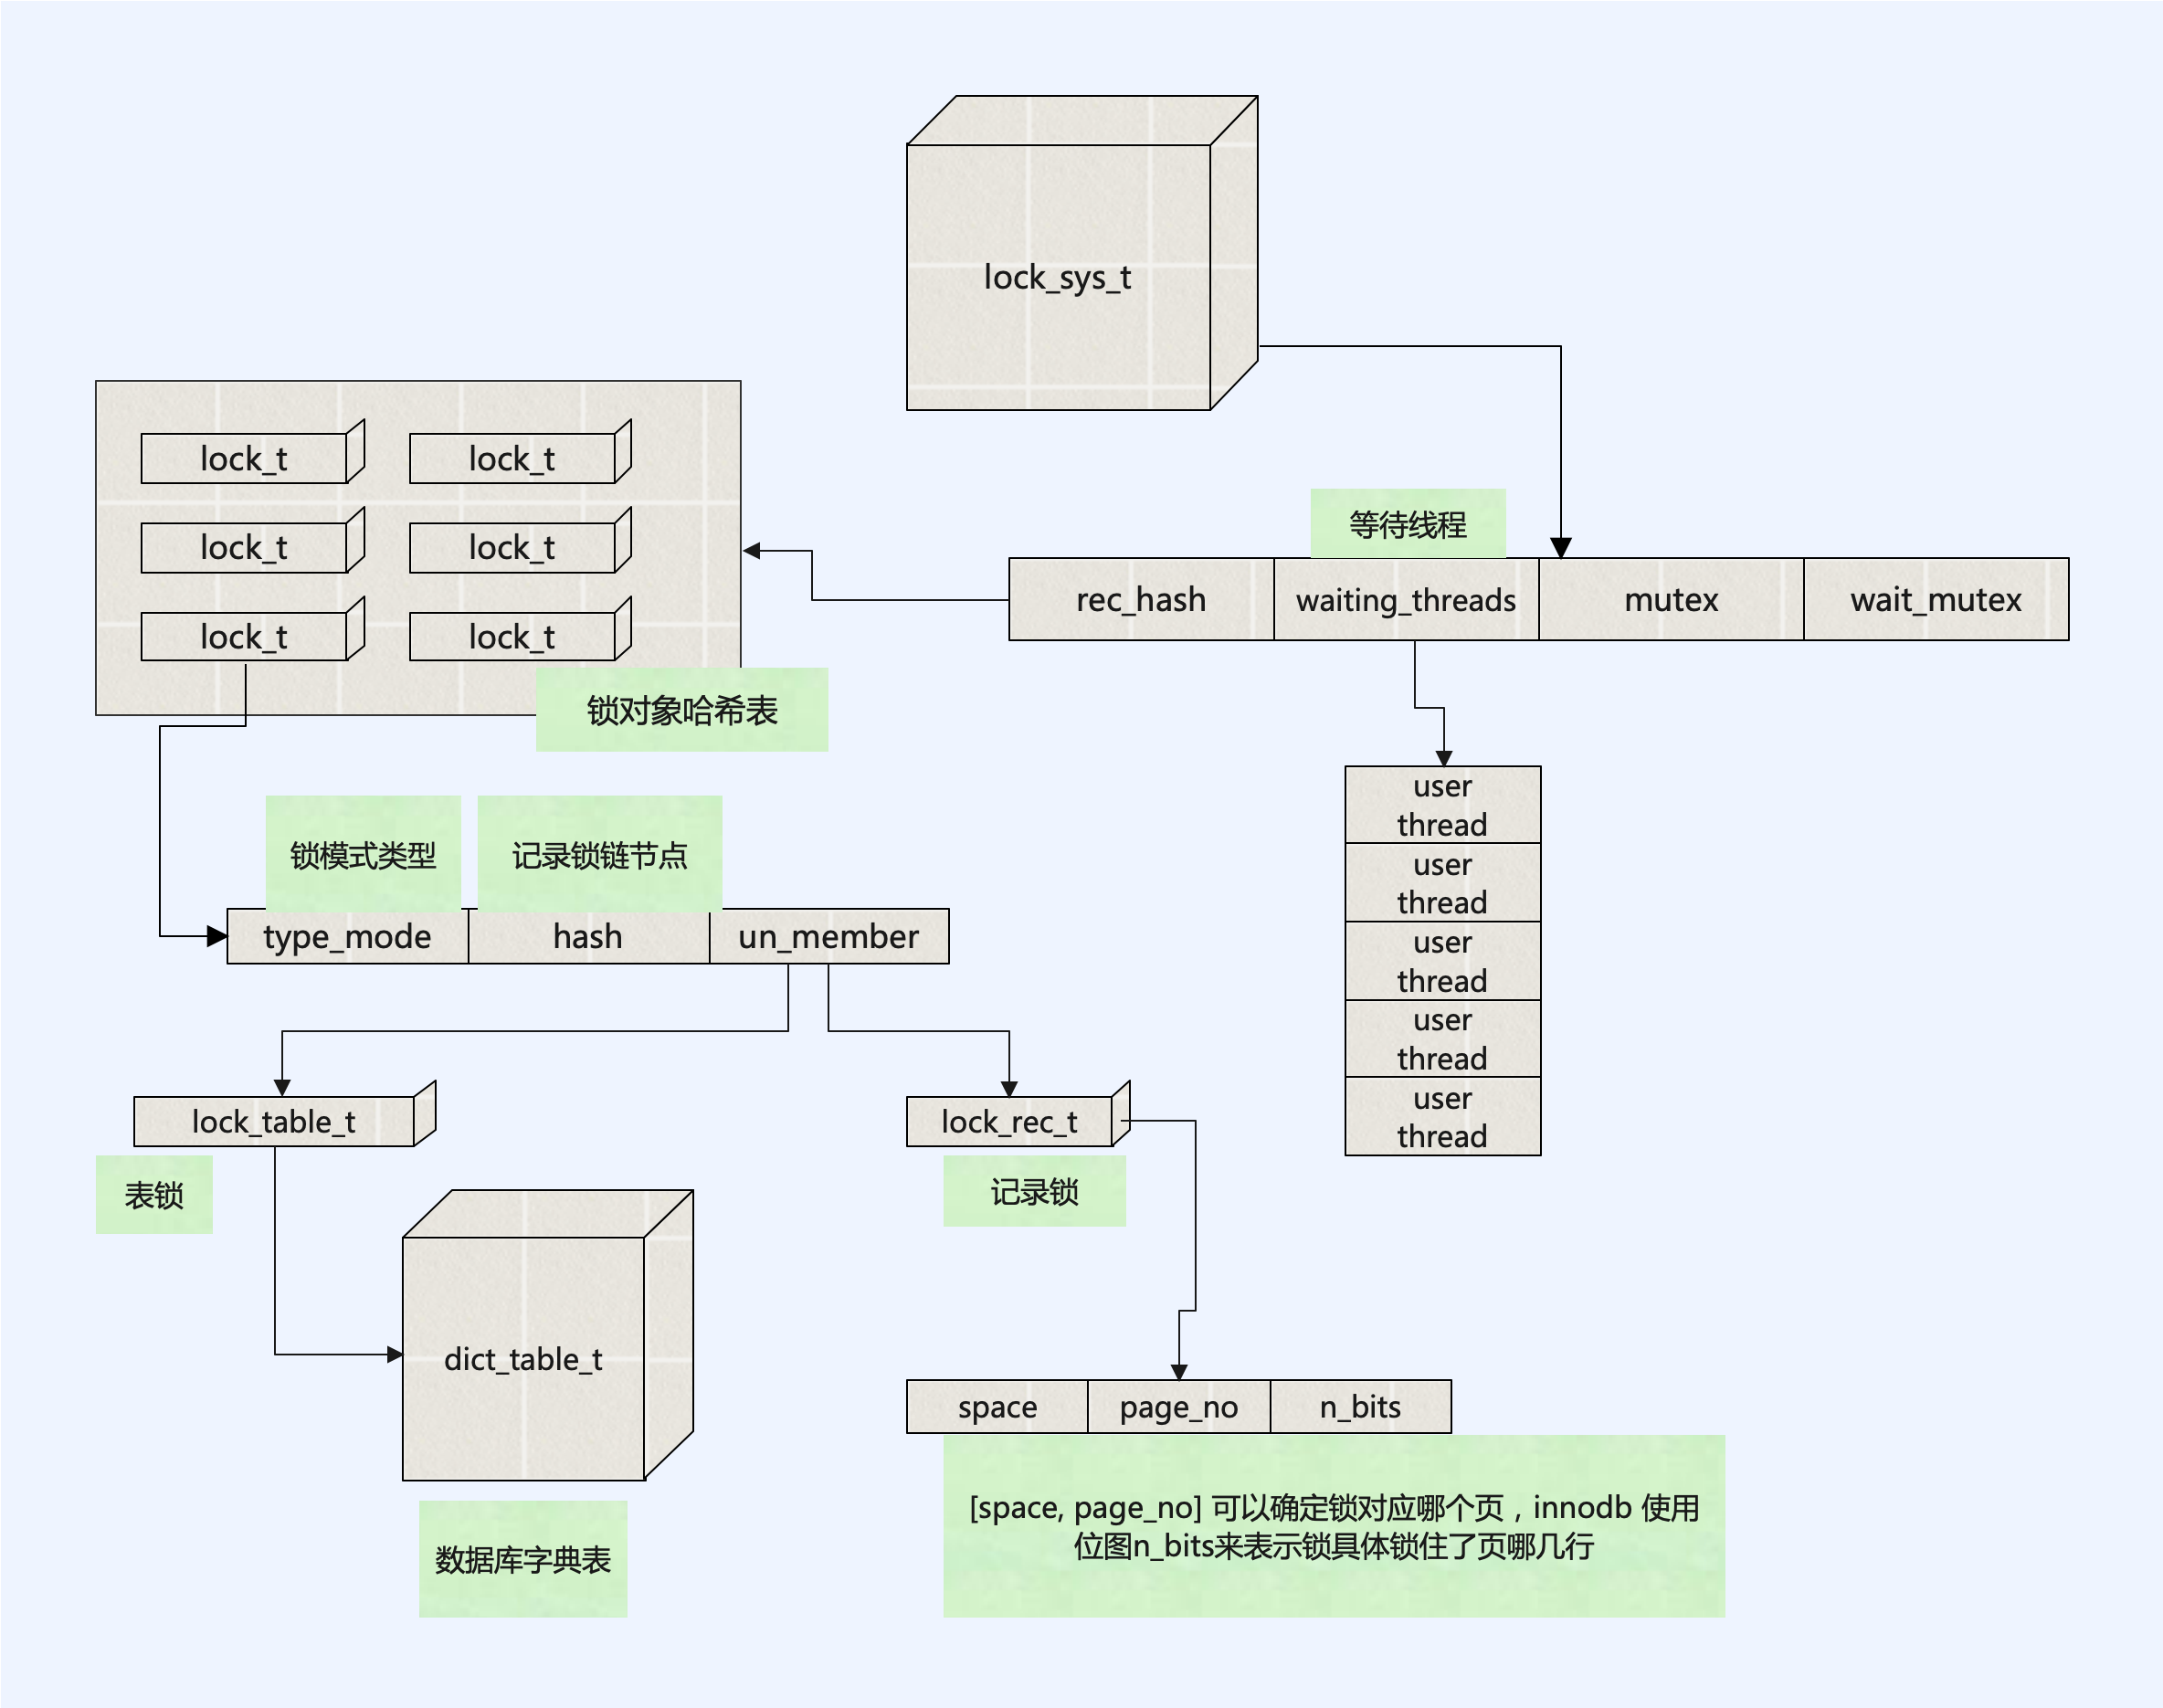 lock_sys_t
lock_t
lock_t
lock_t
lock_t
lock_t
lock_t
锁对象哈希表
等待线程
rec_hash
waiting_threads
mutex
wait_mutex
user
thread
user
thread
user
thread
user
thread
user
thread
锁模式类型
记录锁链节点
type_mode
hash
un_member
lock_table_t
表锁
lock_rec_t
记录锁
dict_table_t
数据库字典表
space
page_no
n_bits
[space, page_no] 可以确定锁对应哪个页，innodb 使用
位图n_bits来表示锁具体锁住了页哪几行